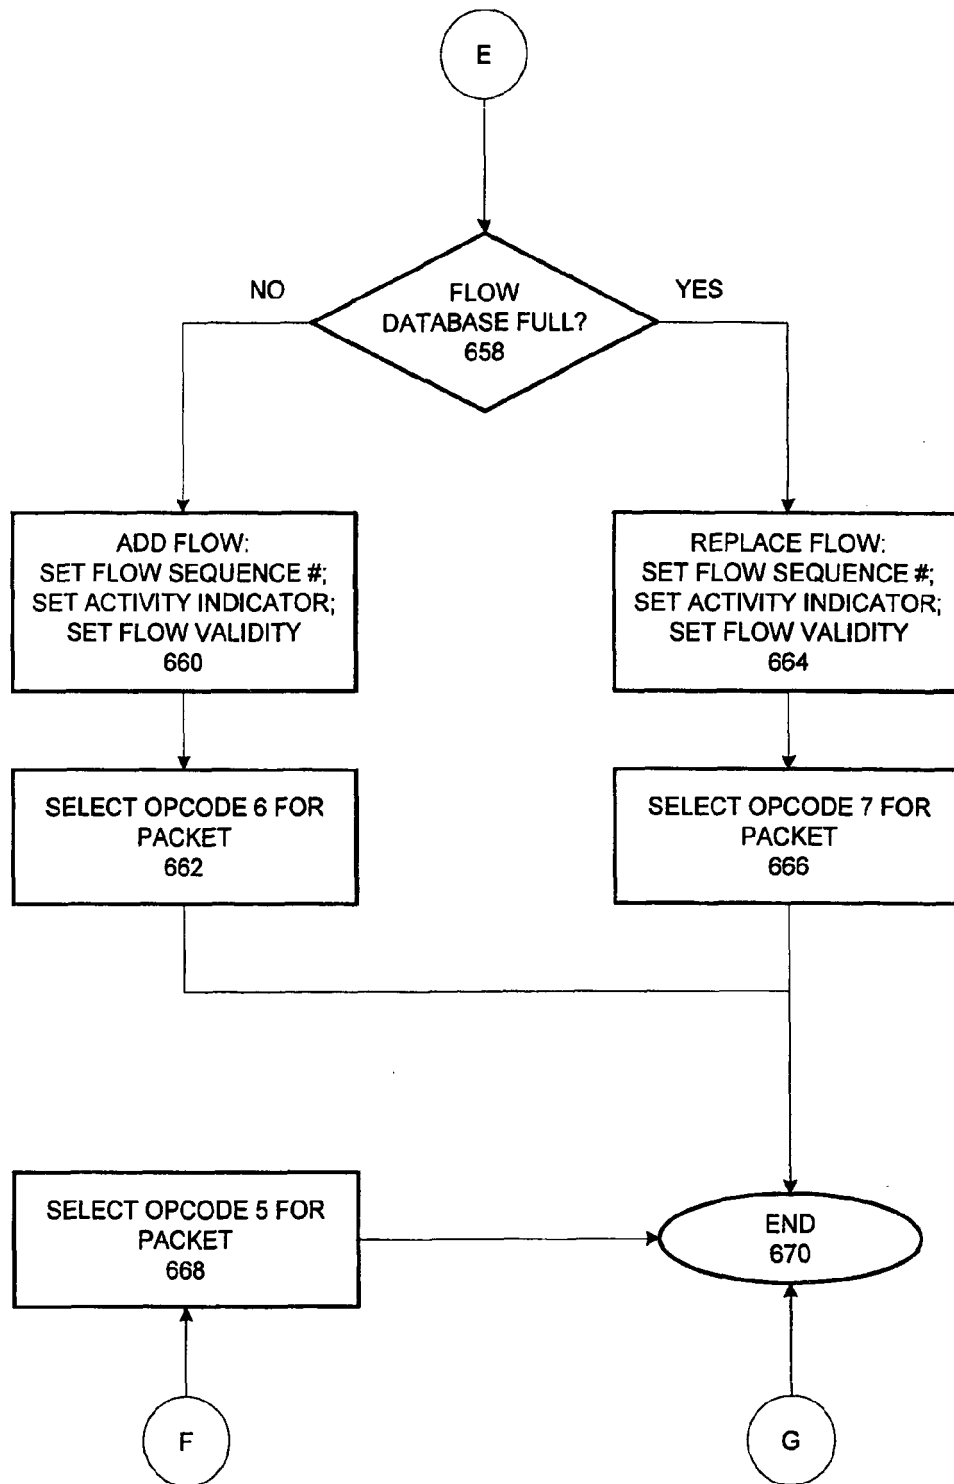 E
NO
YES
FLOW
DATABASE FULL?
658
ADD FLOW:
SET FLOW SEQUENCE #;
SET ACTIVITY INDICATOR;
SET FLOW VALIDITY
660
REPLACE FLOW:
SET FLOW SEQUENCE #;
SET ACTIVITY INDICATOR;
SET FLOW VALIDITY
664
SELECT OPCODE 6 FOR
PACKET
662
SELECT OPCODE 7 FOR
PACKET
666
SELECT OPCODE 5 FOR
PACKET
668
END
670
F
G